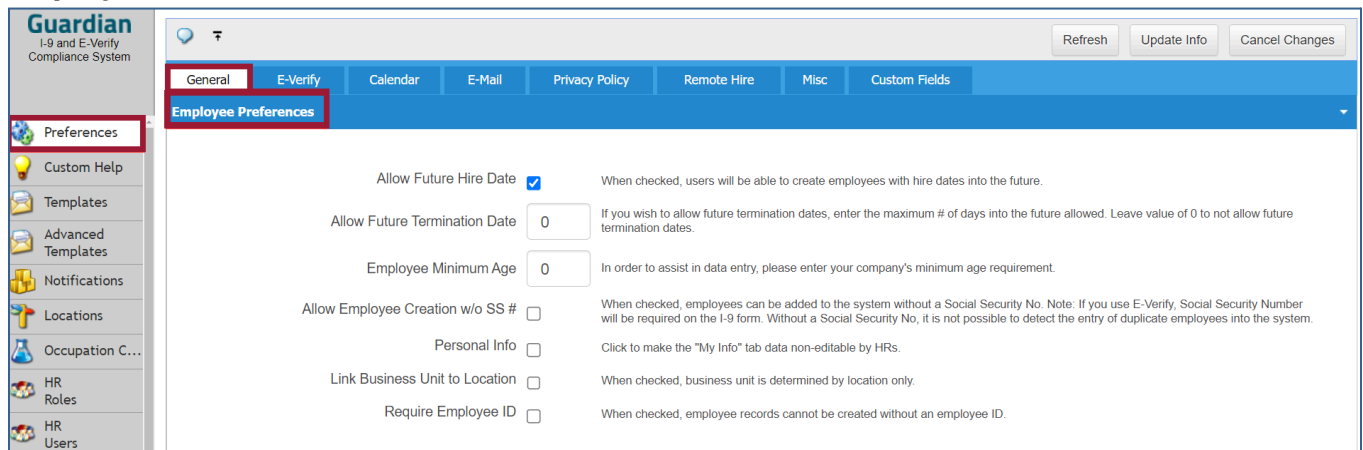 Guardian
I-9 and E-Verify
Compliance System
Refresh
Update Info
Cancel Changes
General
E-Verify
Calendar
E-Mail
Privacy Policy
Remote Hire
Misc
Custom Fields
Employee Preferences
Preferences
Custom Help
Templates
Advanced
Templates
Notifications
Locations
Occupation C...
HR
Roles
HR
Users
Allow Future Hire Date
When checked, users will be able to create employees with hire dates into the future.
Allow Future Termination Date
0
If you wish to allow future termination dates, enter the maximum # of days into the future allowed. Leave value of 0 to not allow future
termination dates.
Employee Minimum Age
0
In order to assist in data entry, please enter your company's minimum age requirement.
Allow Employee Creation w/o SS #
When checked, employees can be added to the system without a Social Security No. Note: If you use E-Verify, Social Security Number
will be required on the I-9 form. Without a Social Security No, it is not possible to detect the entry of duplicate employees into the system.
Personal Info
Click to make the "My Info" tab data non-editable by HRs.
Link Business Unit to Location
When checked, business unit is determined by location only.
Require Employee ID
When checked, employee records cannot be created without an employee ID.